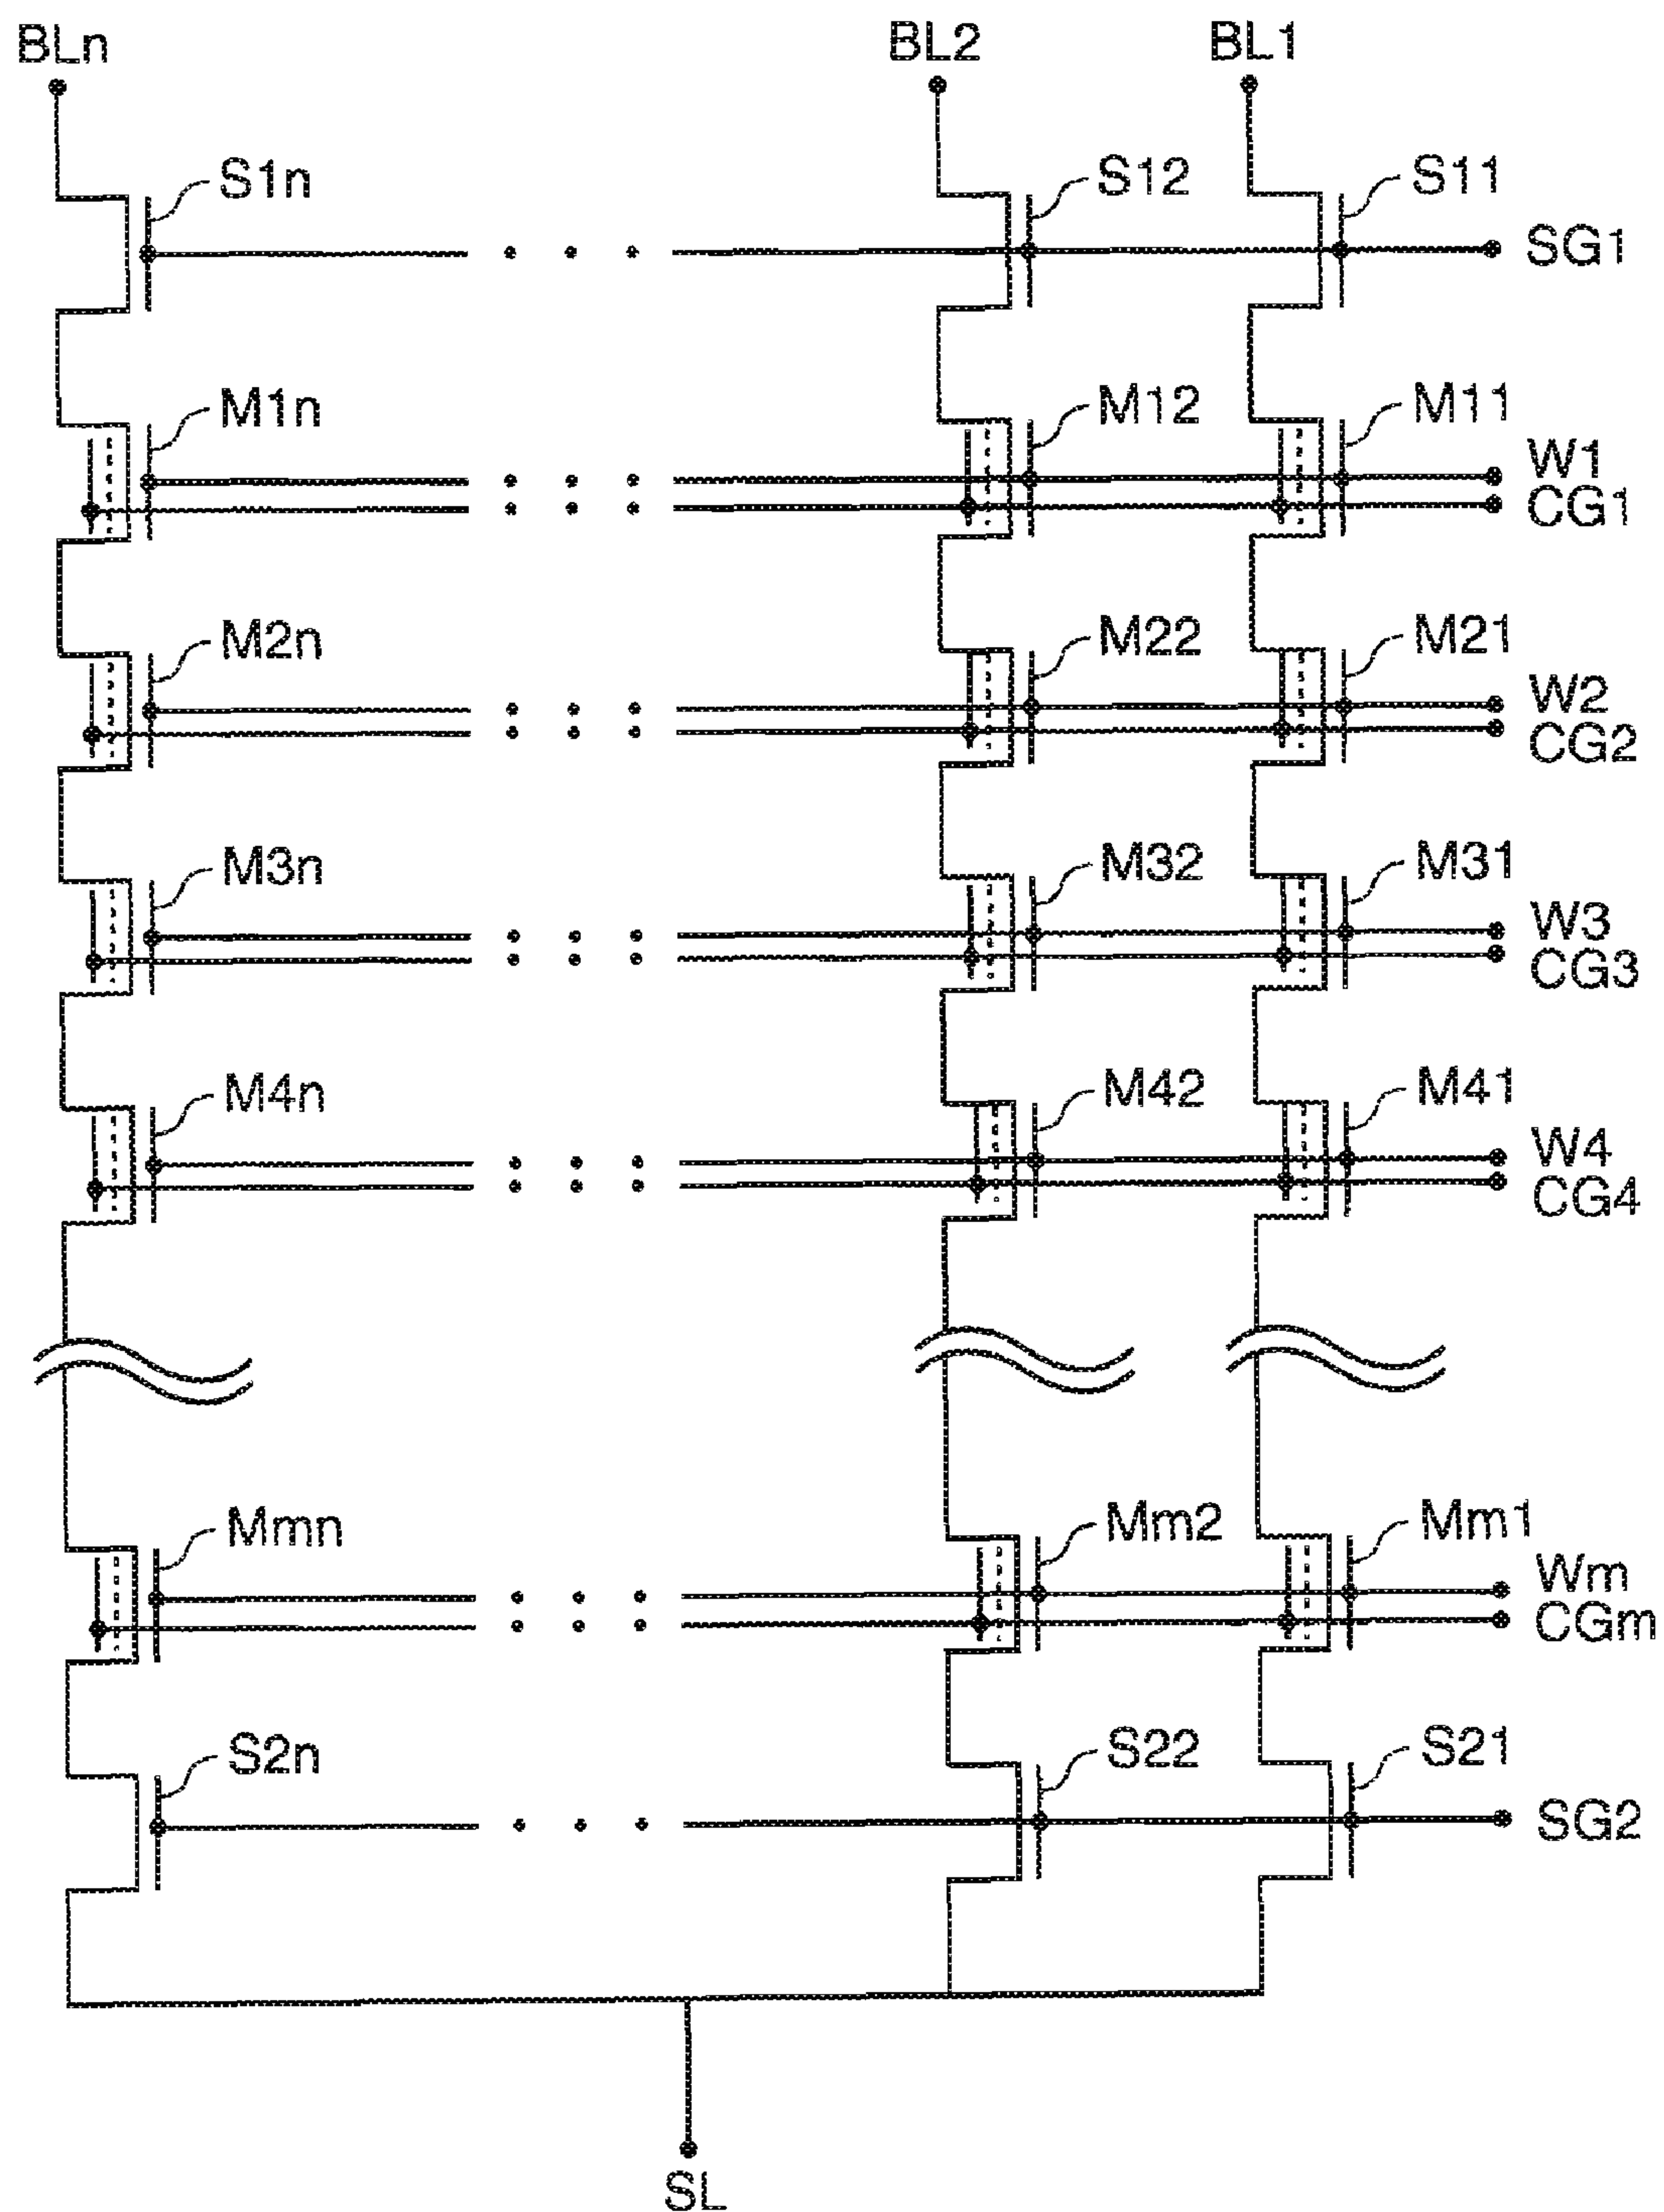 BLn BL2 BL1
S1n S12 S11
SG1
M1n M12 M11
W1
CG1
M2n M22 M21
W2
CG2
M3n M32 M31
W3
CG3
M4n M42 M41
W4
CG4
Mmn Mm2 Mm1
Wm
CGm
S2n S22 S21
SG2
SL